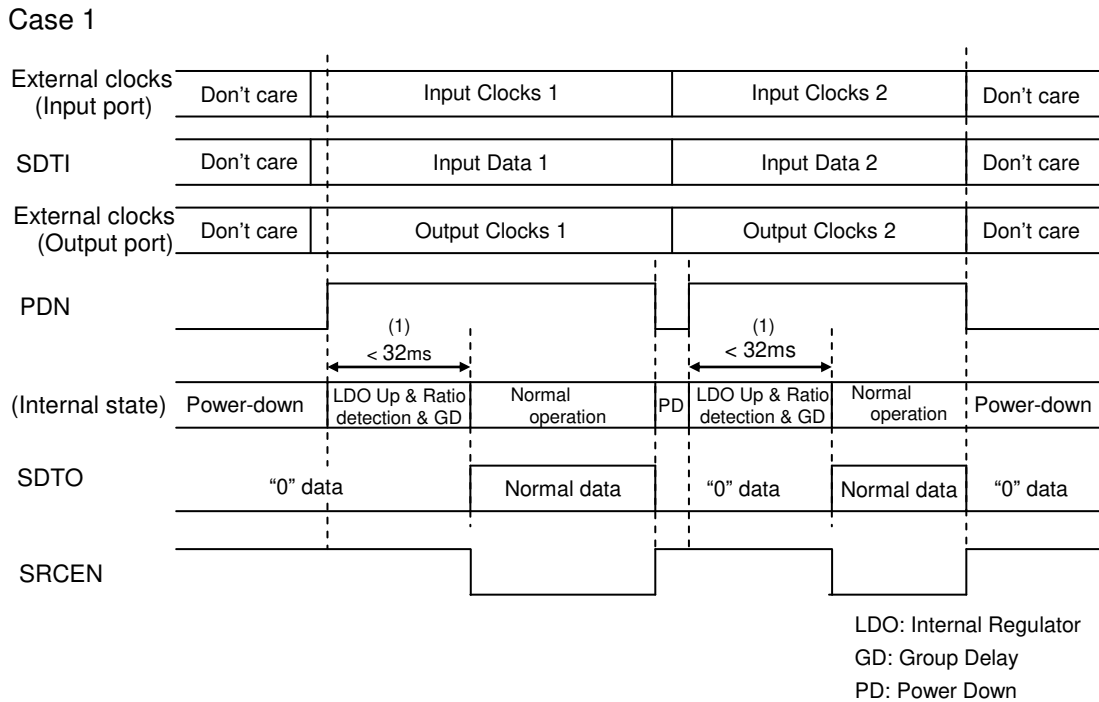 Case 1
External clocks
(Input port)
Don’t care
Input Clocks 1
Input Clocks 2
Don’t care
SDTI
Don’t care
Input Data 1
Input Data 2
Don’t care
External clocks
(Output port)
Don’t care
Output Clocks 1
Output Clocks 2
Don’t care
PDN
(1)
< 32ms
(1)
< 32ms
(Internal state)
Power-down
LDO Up & Ratio
detection & GD
Normal
operation
PD
LDO Up & Ratio
detection & GD
Normal
operation
Power-down
SDTO
“0” data
Normal data
“0” data
Normal data
“0” data
SRCEN
LDO: Internal Regulator
GD: Group Delay
PD: Power Down